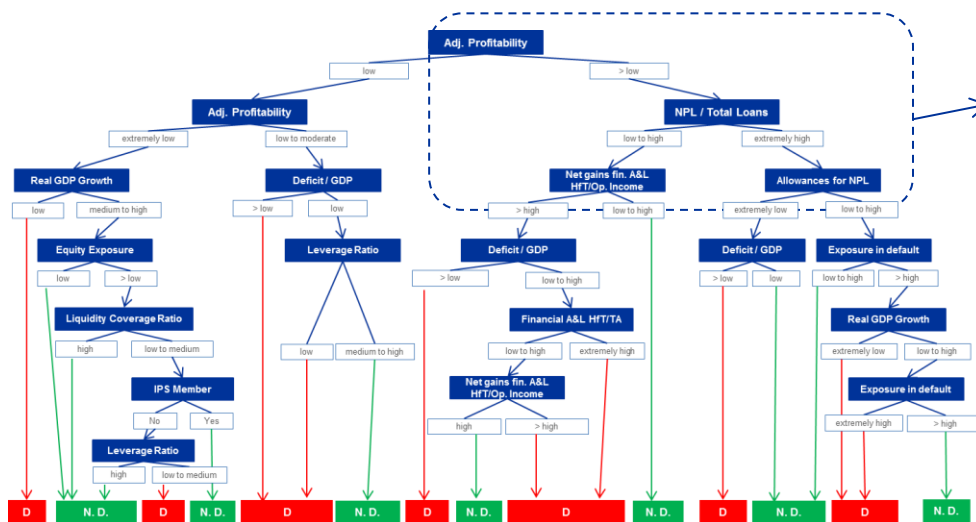 Adj. Profitability
low
> low
Adj. Profitability
NPL / Total Loans
extremely low
low to moderate
low to high
extremely high
Real GDP Growth
Deficit / GDP
Net gains fin. A&L
HfT/Op. Income
Allowances for NPL
low
medium to high
> low
low
> high
low to high
extremely low
low to high
Equity Exposure
Leverage Ratio
Deficit / GDP
Deficit / GDP
Exposure in default
low
> low
> low
low to high
> low
low
low to high
> high
Liquidity Coverage Ratio
Financial A&L HfT/TA
Real GDP Growth
high
low to medium
low
medium to high
low to high
extremely high
extremely low
low to high
IPS Member
Net gains fin. A&L
HfT/Op. Income
Exposure in default
No
Yes
high
> high
extremely high
> high
Leverage Ratio
high
low to medium
D
N. D.
D
N. D.
D
N. D.
D
N. D.
D
N. D.
D
N. D.
D
N. D.